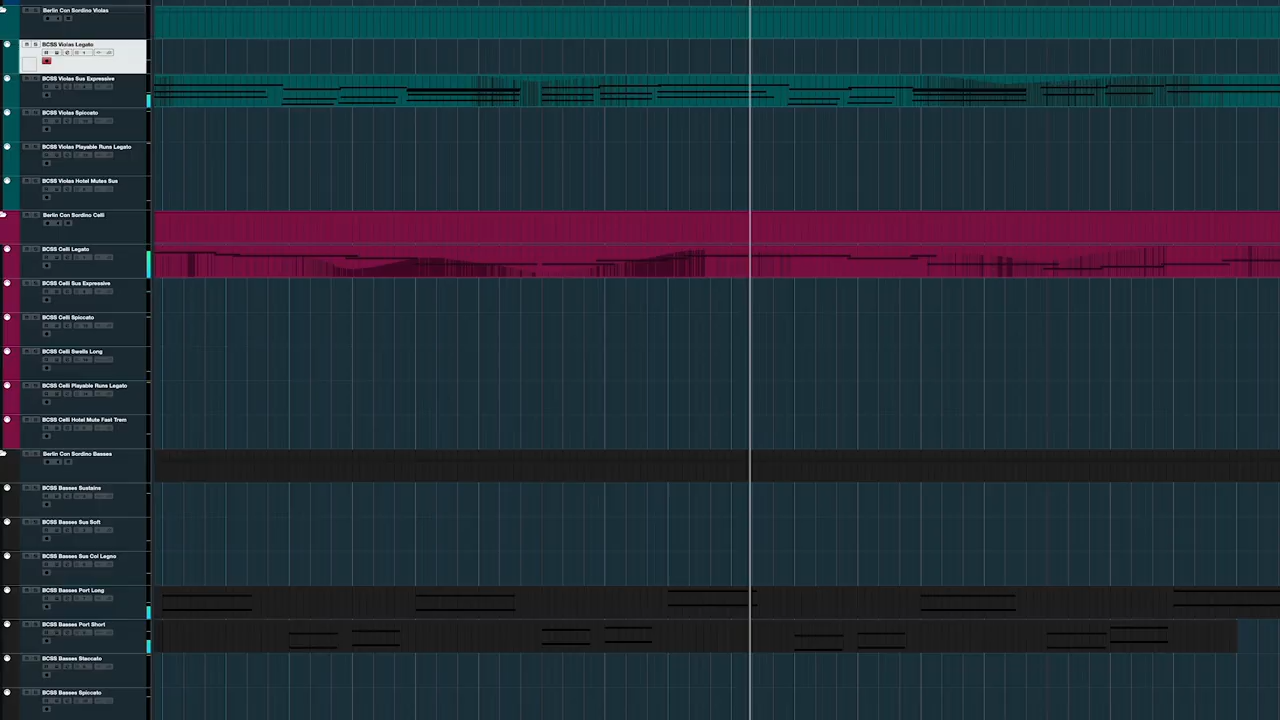 Berlin Con Sordino Violas
BCSS Violas Legato
BCSS Violas Sus Expressive
BCSS Violas Spiccato
BCSS Violas Playable Runs Legato
BCSS Violas Hotel Mutes Sus
Berlin Con Sordino Celli
BCSS Celli Legato
BCSS Celli Sus Expressive
BCSS Celli Spiccato
BCSS Celli Swells Long
BCSS Celli Playable Runs Legato
BCSS Celli Hotel Mute Fast Trem
Berlin Con Sordino Basses
BCSS Basses Sustains
BCSS Basses Sus Soft
BCSS Basses Sus Col Legno
BCSS Basses Port Long
BCSS Basses Port Short
BCSS Basses Staccato
BCSS Basses Spiccato